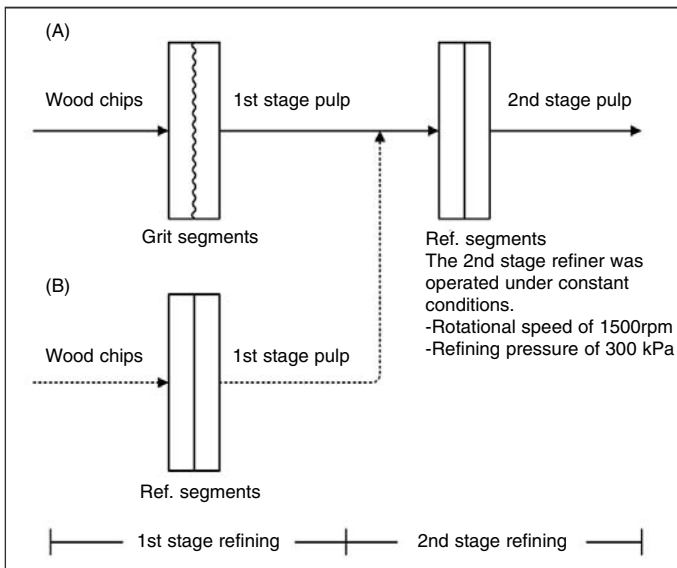 (A)
Wood chips
1st stage pulp
2nd stage pulp
Grit segments
Ref. segments
The 2nd stage refiner was
operated under constant
conditions.
-Rotational speed of 1500rpm
-Refining pressure of 300 kPa
(B)
Wood chips
1st stage pulp
Ref. segments
1st stage refining
2nd stage refining